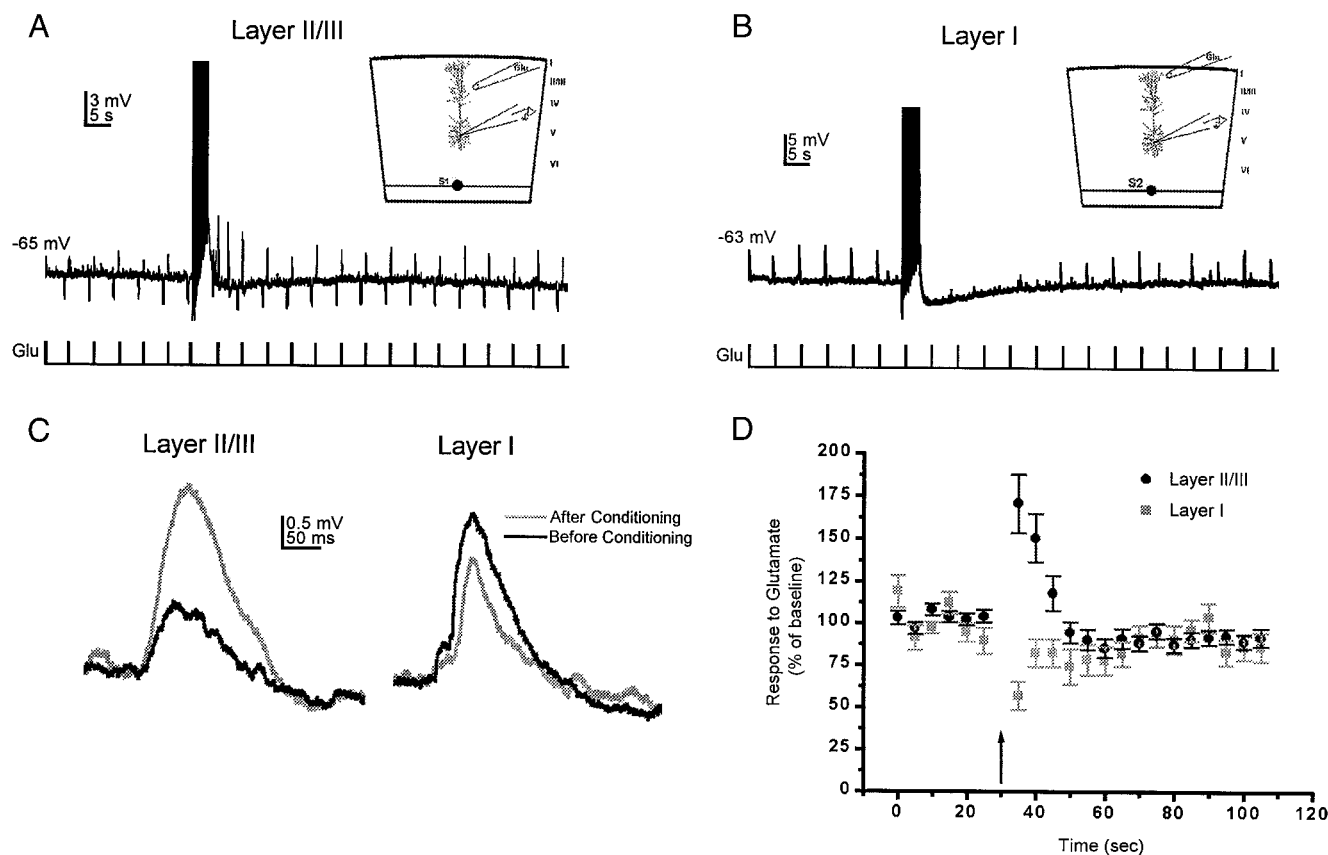 A
Layer II/III
3 mV
5 s
Glu
I
II/III
IV
V
VI
S1
-65 mV
Glu
B
Layer I
5 mV
5 s
Glu
I
II/III
IV
V
VI
S2
-63 mV
Glu
C
Layer II/III
Layer I
0.5 mV
50 ms
After Conditioning
Before Conditioning
D
Response to Glutamate
(% of baseline)
200
175
150
125
100
75
50
25
0
Layer II/III
Layer I
0 20 40 60 80 100 120
Time (sec)